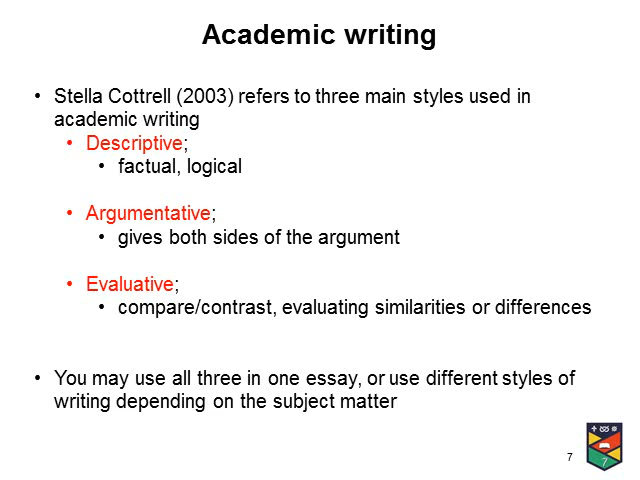 Academic writing
• Stella Cottrell (2003) refers to three main styles used in
academic writing
• Descriptive;
• factual, logical
• Argumentative;
• gives both sides of the argument
• Evaluative;
• compare/contrast, evaluating similarities or differences
• You may use all three in one essay, or use different styles of
writing depending on the subject matter
7